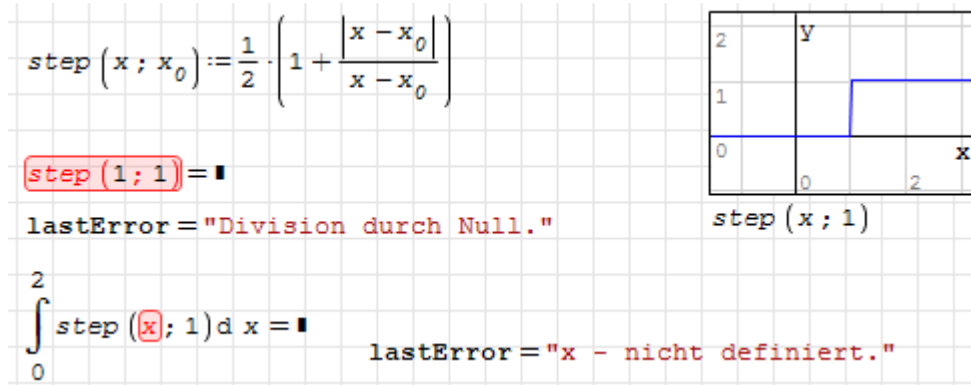 step(x; x₀):=1/2·(1+|x−x₀|/(x−x₀))
step(1; 1)=▮
lastError="Division durch Null."
2
∫ step(x; 1)d x=▮
0
lastError="x - nicht definiert."
y
2
1
0
x
0
2
step(x; 1)